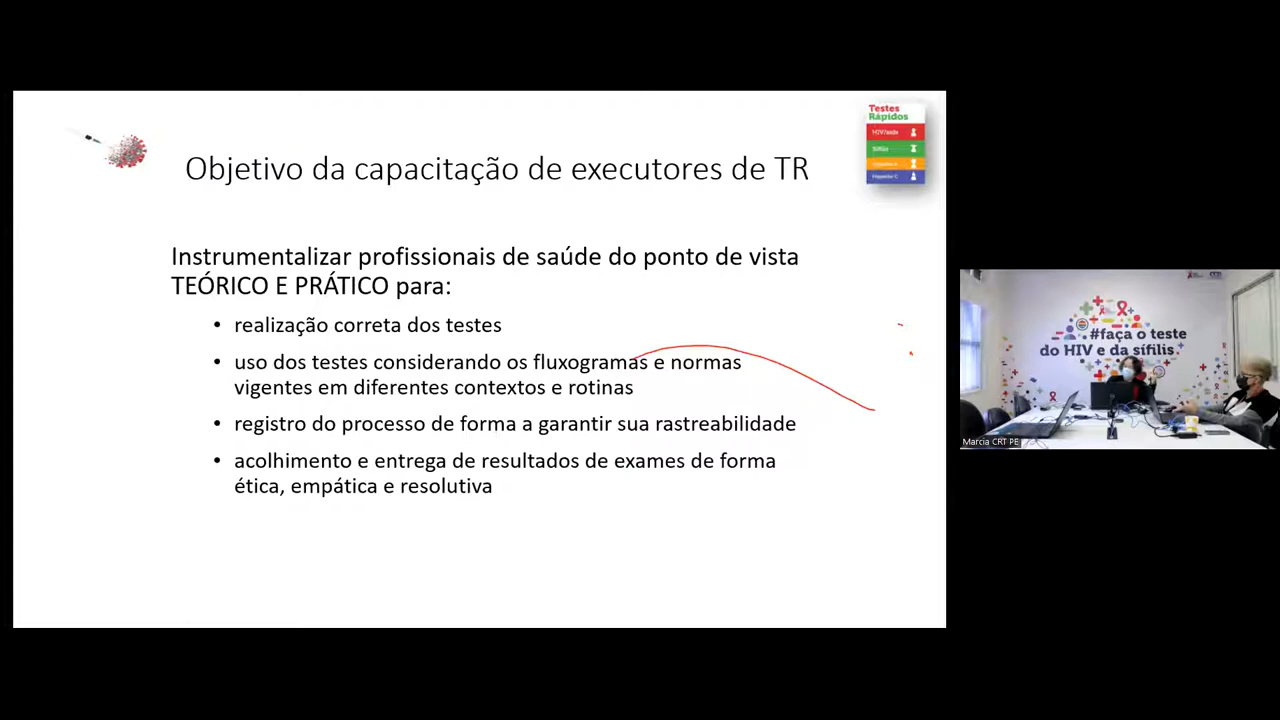 Testes
Rápidos
HIV/aids
Sífilis
Hepatite C
Objetivo da capacitação de executores de TR
Instrumentalizar profissionais de saúde do ponto de vista
TEÓRICO E PRÁTICO para:
• realização correta dos testes
• uso dos testes considerando os fluxogramas e normas
vigentes em diferentes contextos e rotinas
• registro do processo de forma a garantir sua rastreabilidade
• acolhimento e entrega de resultados de exames de forma
ética, empática e resolutiva
#faça o teste
do HIV e da sífilis.
Marcia CRT PE